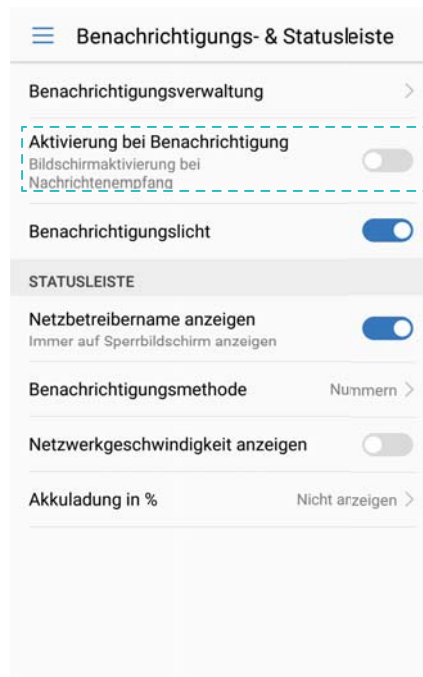 Benachrichtigungs- & Statusleiste
Benachrichtigungsverwaltung
Aktivierung bei Benachrichtigung
Bildschirmaktivierung bei
Nachrichtenempfang
Benachrichtigungslicht
STATUSLEISTE
Netzbetreibername anzeigen
Immer auf Sperrbildschirm anzeigen
Benachrichtigungsmethode Nummern
Netzwerkgeschwindigkeit anzeigen
Akkuladung in % Nicht anzeigen